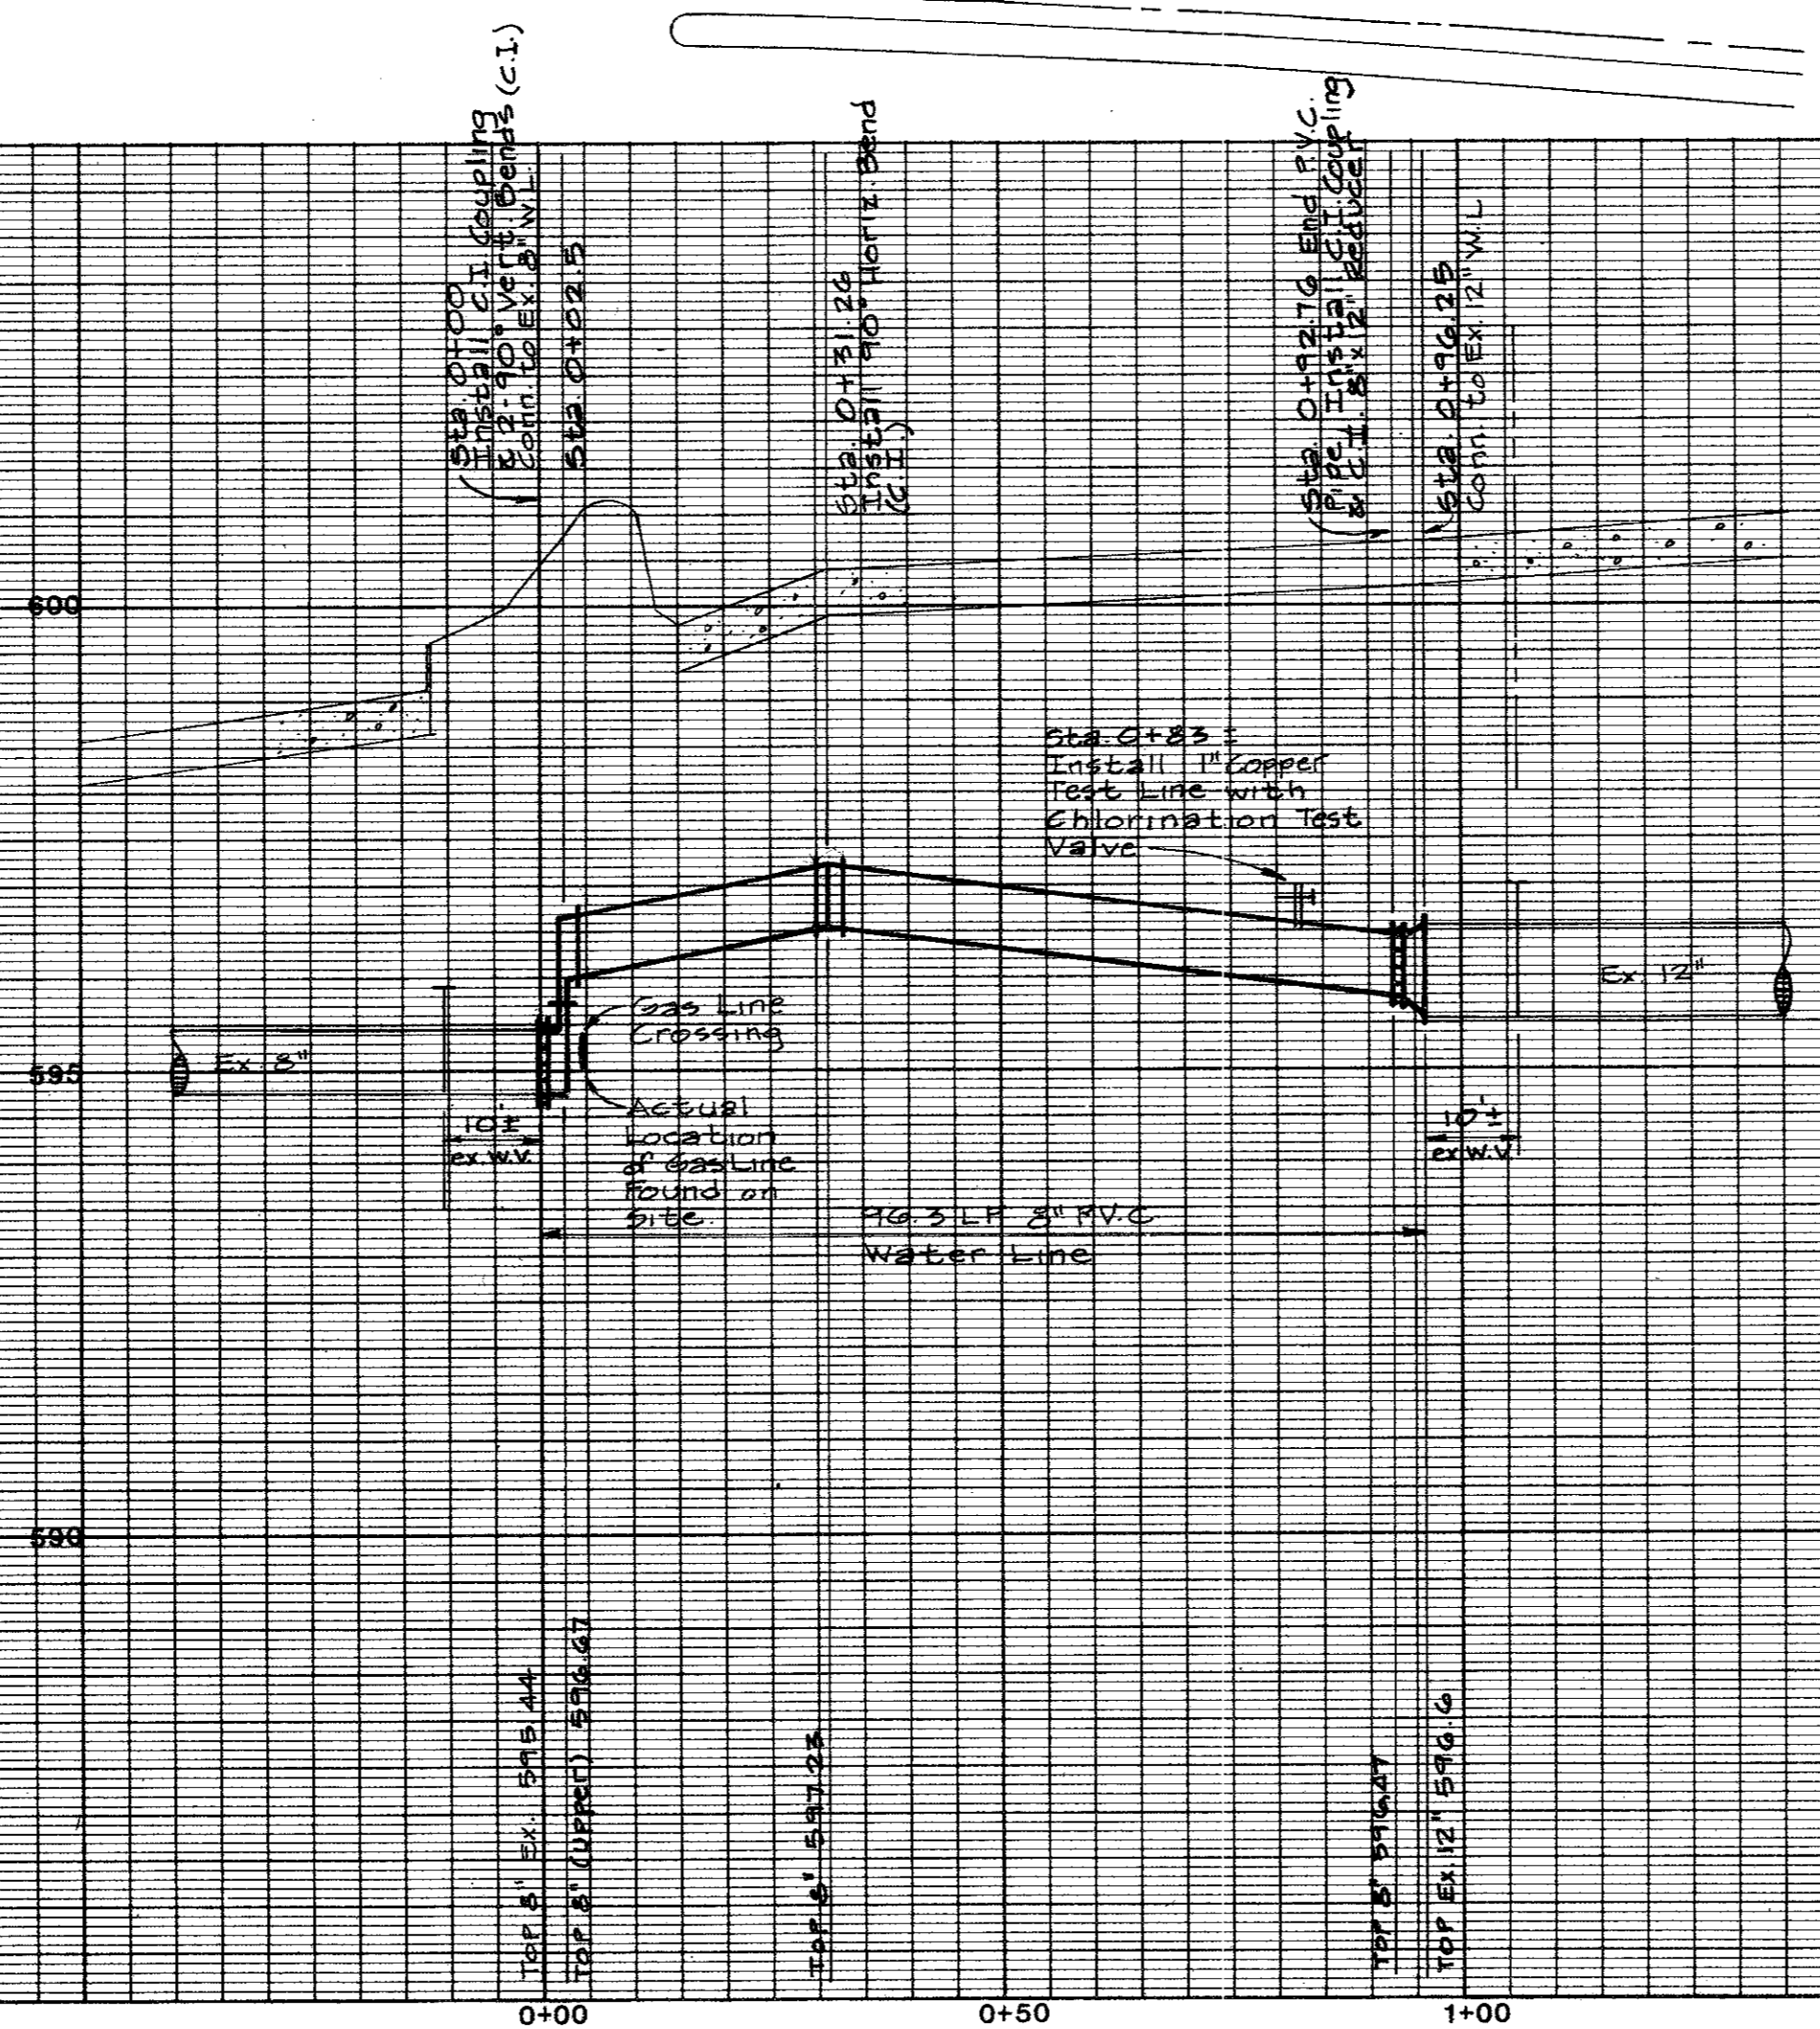 Sta. 0+00
Install C.I. Coupling
& 2-90° Vert. Bends (C.I.)
Conn. to Ex. 8" W.L.
Sta. 0+02.5
Sta. 0+31.26
Install 90° Horiz. Bend
(C.I.)
Sta. 0+92.76 End P.V.C.
Pipe, Install C.I. Coupling
& C.I. 8"x12" Reducer
Sta. 0+96.25
Conn. to Ex. 12" W.L.
600
Sta. 0+83 ±
Install 1" Copper
Test Line with
Chlorination Test
Valve
Ex. 12"
Gas Line
Crossing
595
Ex. 8"
Actual
Location
of Gas Line
Found on
Site.
10'±
ex. W.V.
10'±
ex. W.V.
96.3 LF 8" P.V.C
Water Line
590
TOP 8" Ex. 595.44
TOP 8" (Upper) 596.67
TOP 8" 597.23
TOP 8" 596.47
TOP Ex. 12" 596.6
0+00
0+50
1+00